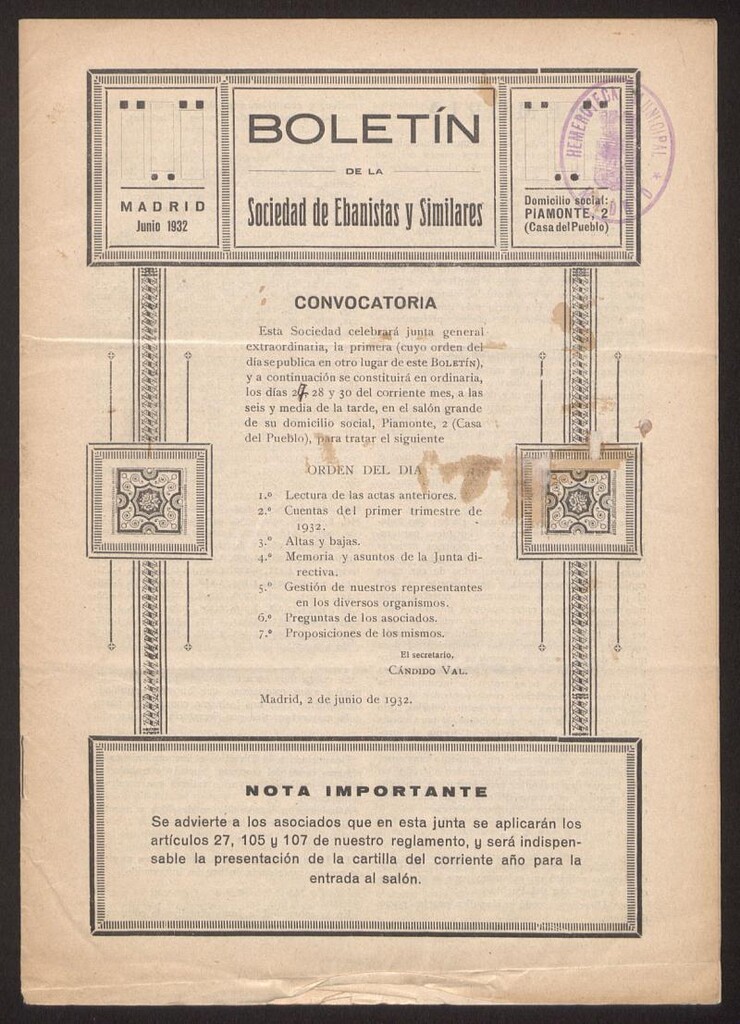 BOLETÍN
DE LA
Sociedad de Ebanistas y Similares
MADRID
Junio 1932
Domicilio social:
PIAMONTE, 2
(Casa del Pueblo)
HEMEROTECA MUNICIPAL
CONVOCATORIA
Esta Sociedad celebrará junta general
extraordinaria, la primera (cuyo orden del
día se publica en otro lugar de este BOLETÍN),
y a continuación se constituirá en ordinaria,
los días 27, 28 y 30 del corriente mes, a las
seis y media de la tarde, en el salón grande
de su domicilio social, Piamonte, 2 (Casa
del Pueblo), para tratar el siguiente
ORDEN DEL DIA
1.º Lectura de las actas anteriores.
2.º Cuentas del primer trimestre de
1932.
3.º Altas y bajas.
4.º Memoria y asuntos de la Junta di-
rectiva.
5.º Gestión de nuestros representantes
en los diversos organismos.
6.º Preguntas de los asociados.
7.º Proposiciones de los mismos.
El secretario,
CÁNDIDO VAL.
Madrid, 2 de junio de 1932.
NOTA IMPORTANTE
Se advierte a los asociados que en esta junta se aplicarán los
artículos 27, 105 y 107 de nuestro reglamento, y será indispen-
sable la presentación de la cartilla del corriente año para la
entrada al salón.